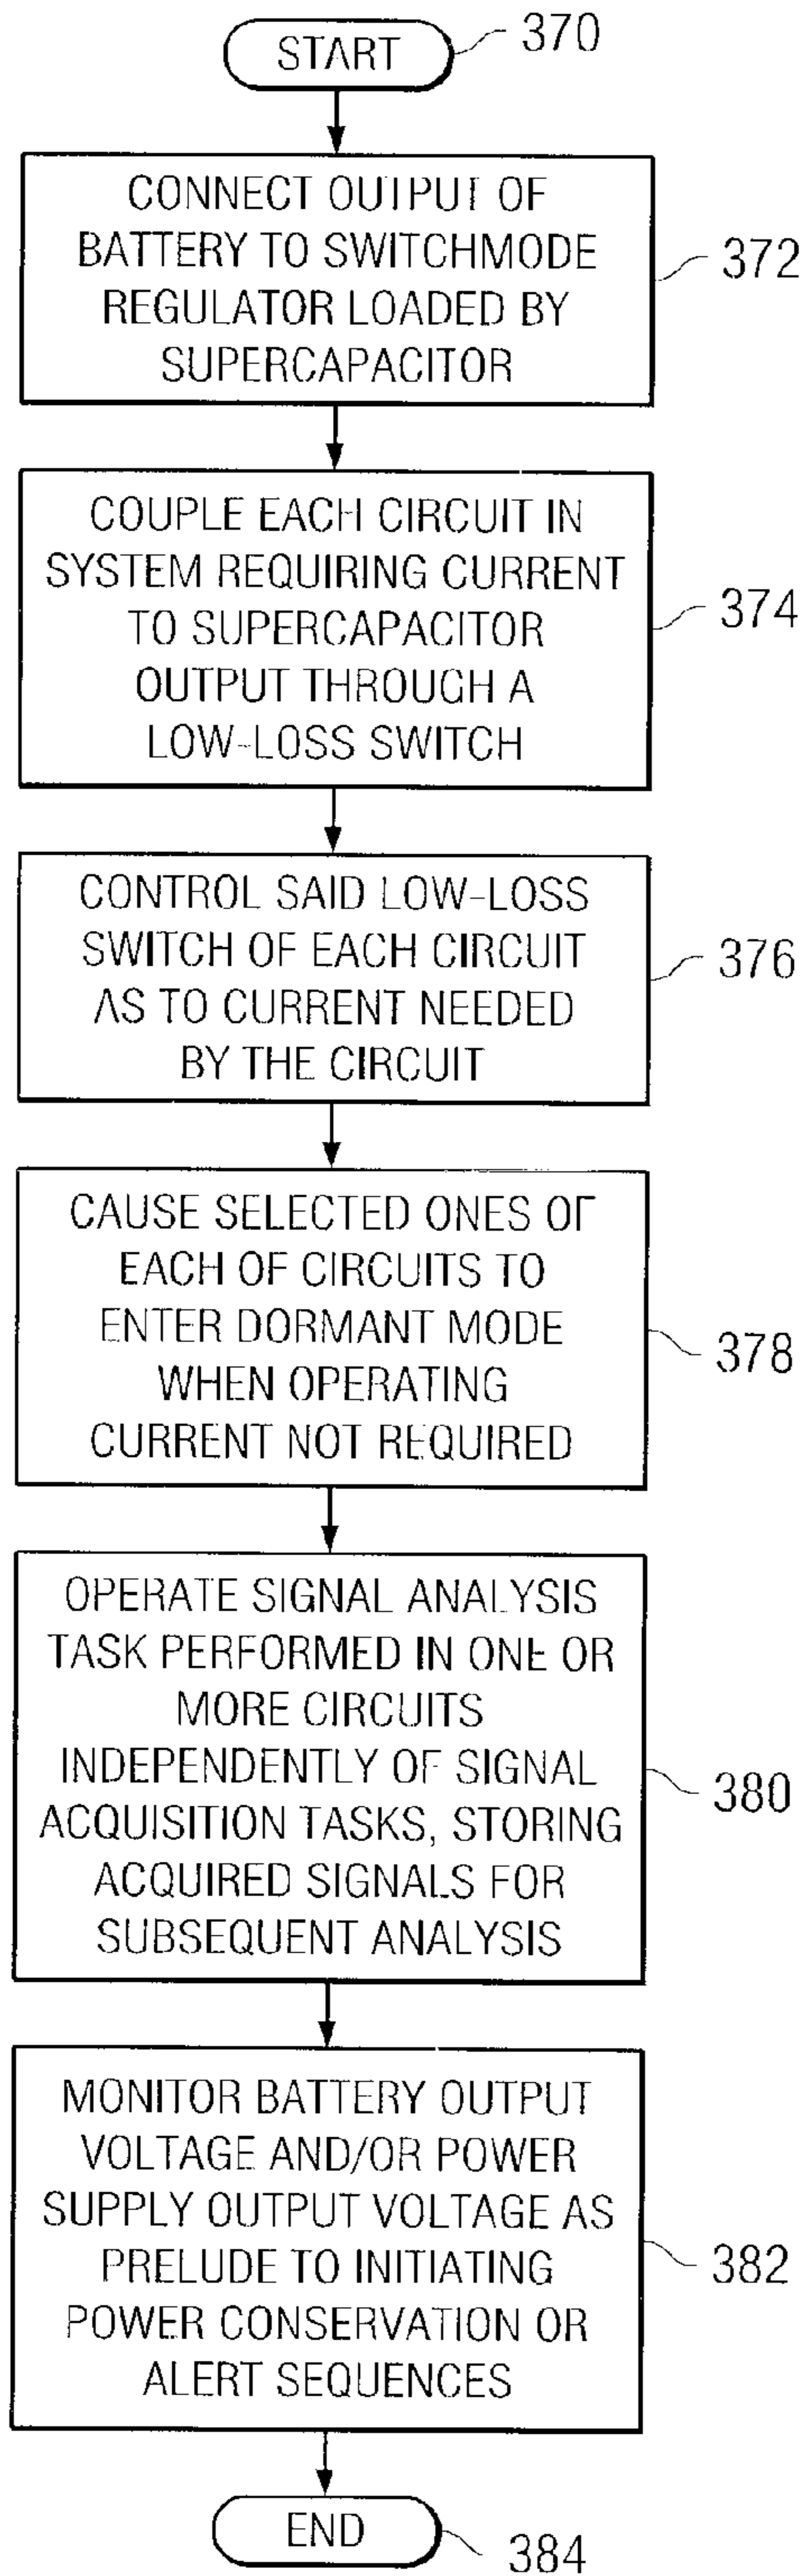 START
370
CONNECT OUTPUT OF
BATTERY TO SWITCHMODE
REGULATOR LOADED BY
SUPERCAPACITOR
372
COUPLE EACH CIRCUIT IN
SYSTEM REQUIRING CURRENT
TO SUPERCAPACITOR
OUTPUT THROUGH A
LOW-LOSS SWITCH
374
CONTROL SAID LOW-LOSS
SWITCH OF EACH CIRCUIT
AS TO CURRENT NEEDED
BY THE CIRCUIT
376
CAUSE SELECTED ONES OF
EACH OF CIRCUITS TO
ENTER DORMANT MODE
WHEN OPERATING
CURRENT NOT REQUIRED
378
OPERATE SIGNAL ANALYSIS
TASK PERFORMED IN ONE OR
MORE CIRCUITS
INDEPENDENTLY OF SIGNAL
ACQUISITION TASKS, STORING
ACQUIRED SIGNALS FOR
SUBSEQUENT ANALYSIS
380
MONITOR BATTERY OUTPUT
VOLTAGE AND/OR POWER
SUPPLY OUTPUT VOLTAGE AS
PRELUDE TO INITIATING
POWER CONSERVATION OR
ALERT SEQUENCES
382
END
384